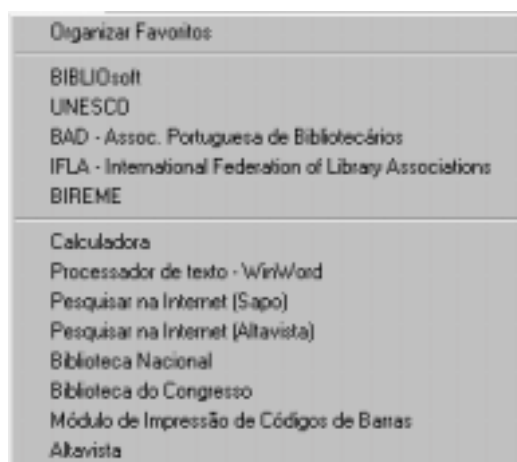 Organizar Favoritos
BIBLIOsoft
UNESCO
BAD - Assoc. Portuguesa de Bibliotecários
IFLA - International Federation of Library Associations
BIREME
Calculadora
Processador de texto - WinWord
Pesquisar na Internet (Sapo)
Pesquisar na Internet (Altavista)
Biblioteca Nacional
Biblioteca do Congresso
Módulo de Impressão de Códigos de Barras
Altavista